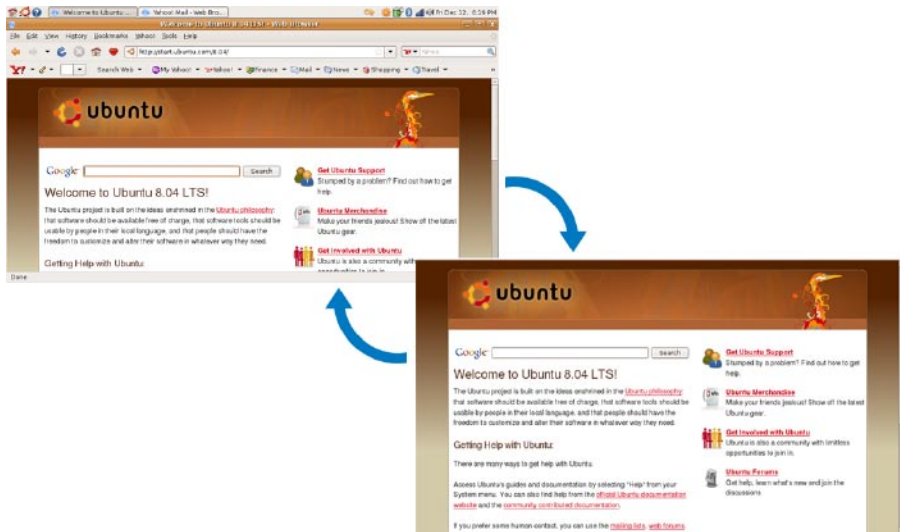 Welcome to Ubuntu ... Yahoo! Mail - Web Bro... Fri Dec 12, 6:19 PM
Welcome to Ubuntu 8.04 LTS! - Web Browser
File Edit View History Bookmarks Yahoo! Tools Help
http://start.ubuntu.com/8.04/
Y! Search Web My Yahoo! Yahoo! Finance Mail News Shopping Travel
ubuntu
Google Search
Welcome to Ubuntu 8.04 LTS!
The Ubuntu project is built on the ideas enshrined in the Ubuntu philosophy:
that software should be available free of charge, that software tools should be
usable by people in their local language, and that people should have the
freedom to customize and alter their software in whatever way they need.
Getting Help with Ubuntu:
Get Ubuntu Support
Stumped by a problem? Find out how to get
help.
Ubuntu Merchandise
Make your friends jealous! Show off the latest
Ubuntu gear.
Get Involved with Ubuntu
Ubuntu is also a community with
opportunities to join in.
Done
ubuntu
Google Search
Welcome to Ubuntu 8.04 LTS!
The Ubuntu project is built on the ideas enshrined in the Ubuntu philosophy:
that software should be available free of charge, that software tools should be
usable by people in their local language, and that people should have the
freedom to customize and alter their software in whatever way they need.
Getting Help with Ubuntu:
There are many ways to get help with Ubuntu.
Access Ubuntu's guides and documentation by selecting "Help" from your
System menu. You can also find help from the official Ubuntu documentation
website and the community contributed documentation.
If you prefer some human contact, you can use the mailing lists, web forums,
Get Ubuntu Support
Stumped by a problem? Find out how to get
help.
Ubuntu Merchandise
Make your friends jealous! Show off the latest
Ubuntu gear.
Get Involved with Ubuntu
Ubuntu is also a community with limitless
opportunities to join in.
Ubuntu Forums
Get help, learn what's new and join the
discussions